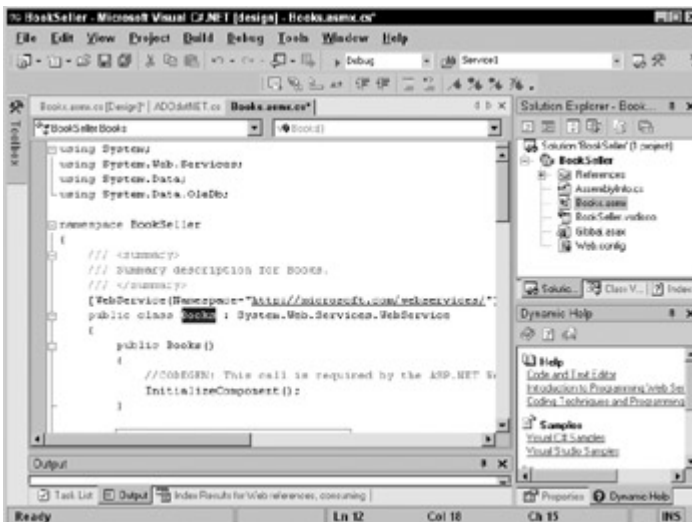 BookSeller - Microsoft Visual C#.NET [design] - Books.asmx.cs*
File Edit View Project Build Debug Tools Window Help
Debug
Service1
Books.asmx.cs [Design]* ADOdotNET.cs Books.asmx.cs*
BookSeller.Books
Books()
using System;
using System.Web.Services;
using System.Data;
using System.Data.OleDb;
namespace BookSeller
{
/// <summary>
/// Summary description for Books.
/// </summary>
[WebService(Namespace="http://microsoft.com/webservices/"
public class Books : System.Web.Services.WebService
{
public Books()
{
//CODEGEN: This call is required by the ASP.NET We
InitializeComponent();
}
Output
Task List Output Index Results for Web references, consuming
Ready Ln 12 Col 18 Ch 15 INS
Toolbox
Solution Explorer - Book...
Solution 'BookSeller' (1 project)
BookSeller
References
AssemblyInfo.cs
Books.asmx
BookSeller.vsdisco
Global.asax
Web.config
Solutio... Class V... Index
Dynamic Help
Help
Code and Text Editor
Introduction to Programming Web Ser
Coding Techniques and Programming
Samples
Visual C# Samples
Visual Studio Samples
Properties Dynamic Help